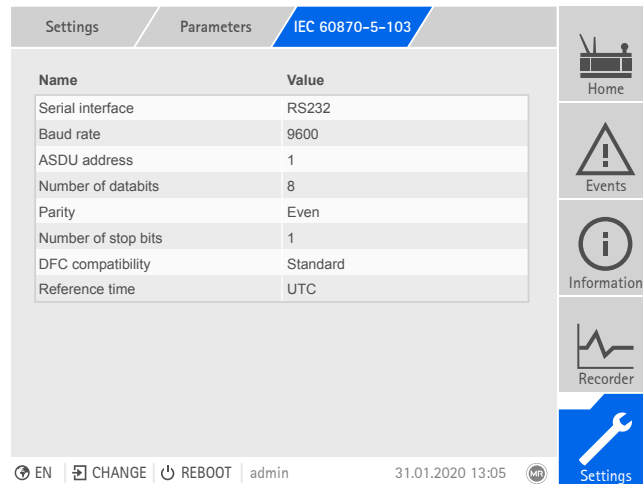 Settings Parameters IEC 60870-5-103
Name Value
Serial interface RS232
Baud rate 9600
ASDU address 1
Number of databits 8
Parity Even
Number of stop bits 1
DFC compatibility Standard
Reference time UTC
Home
Events
Information
Recorder
Settings
EN CHANGE REBOOT admin 31.01.2020 13:05 MR